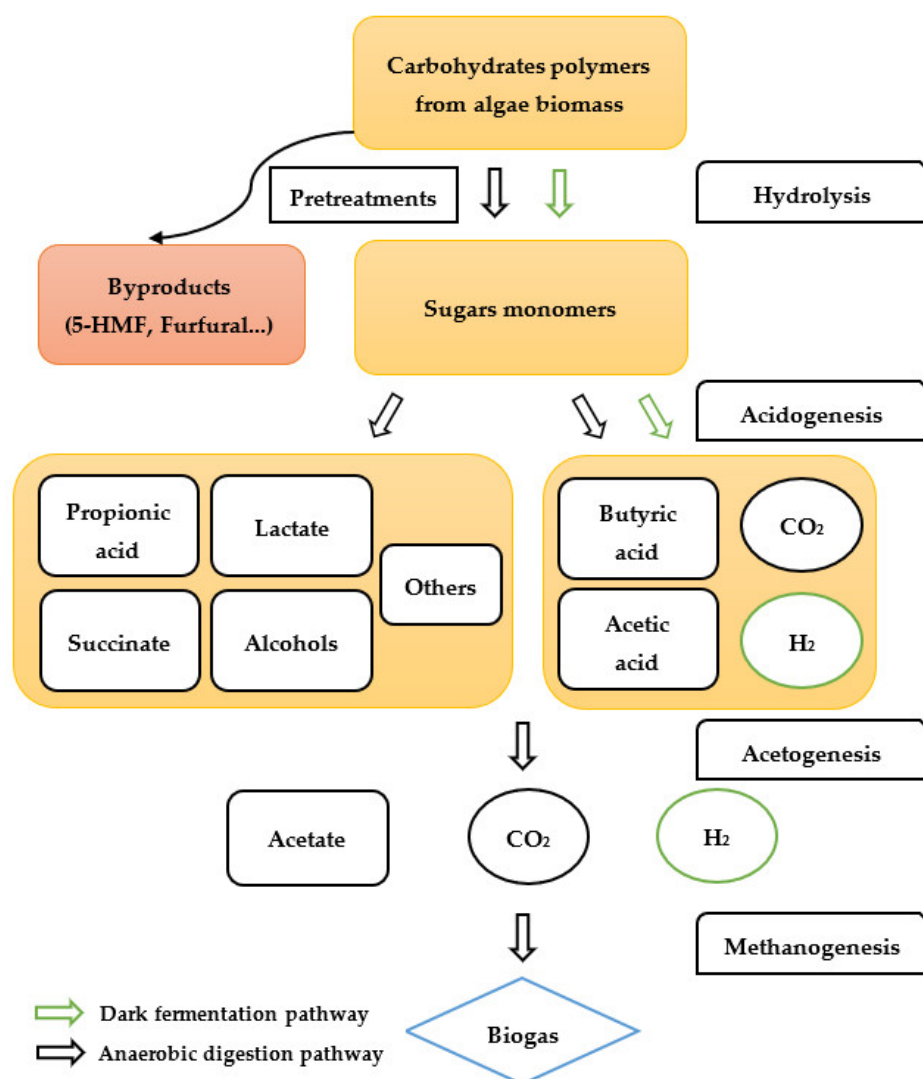 Carbohydrates polymers
from algae biomass
Pretreatments
Hydrolysis
Byproducts
(5-HMF, Furfural...)
Sugars monomers
Acidogenesis
Propionic
acid
Lactate
Others
Succinate
Alcohols
Butyric
acid
CO₂
Acetic
acid
H₂
Acetogenesis
Acetate
CO₂
H₂
Methanogenesis
Biogas
Dark fermentation pathway
Anaerobic digestion pathway